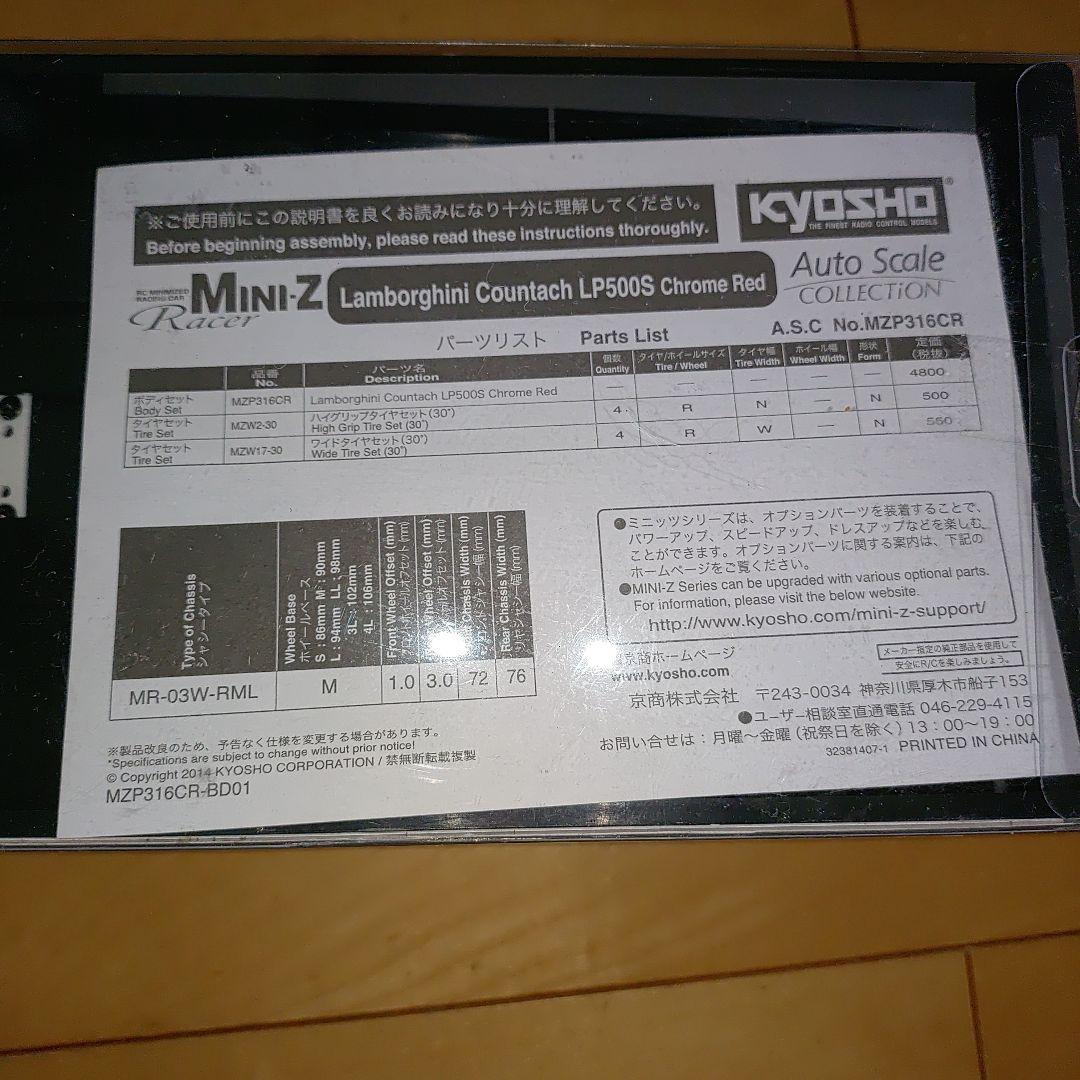 ※ご使用前にこの説明書を良くお読みになり十分に理解してください。
Before beginning assembly, please read these instructions thoroughly.
KYOSHO®
THE FINEST RADIO CONTROL MODELS
RC MINIMIZED RACING CAR
MINI-Z Racer
Lamborghini Countach LP500S Chrome Red
Auto Scale COLLECTiON
パーツリスト Parts List
A.S.C No.MZP316CR
品番 No. パーツ名 Description 個数 Quantity タイヤ/ホイールサイズ Tire / Wheel タイヤ幅 Tire Width ホイール幅 Wheel Width 形状 Form 定価 (税抜)
ボディセット Body Set MZP316CR Lamborghini Countach LP500S Chrome Red — — — — — 4800
タイヤセット Tire Set MZW2-30 ハイグリップタイヤセット(30°) High Grip Tire Set (30°) 4 R N — N 500
タイヤセット Tire Set MZW17-30 ワイドタイヤセット(30°) Wide Tire Set (30°) 4 R W — N 550
Type of Chassis シャシータイプ
Wheel Base ホイールベース
S : 86mm M : 90mm
L : 94mm LL : 98mm
3L : 102mm
4L : 106mm
Front Wheel Offset (mm)
Wheel Offset (mm)
Chassis Width (mm)
Rear Chassis Width (mm)
リヤシャシー幅 (mm)
MR-03W-RML M 1.0 3.0 72 76
●ミニッツシリーズは、オプションパーツを装着することで、
パワーアップ、スピードアップ、ドレスアップなどを楽しむ
ことができます。オプションパーツに関する案内は、下記の
ホームページをご覧ください。
●MINI-Z Series can be upgraded with various optional parts.
For information, please visit the below website.
http://www.kyosho.com/mini-z-support/
京商ホームページ
www.kyosho.com
メーカー指定の純正部品を使用して
安全にR/Cを楽しみましょう。
京商株式会社 〒243-0034 神奈川県厚木市船子153
●ユーザー相談室直通電話 046-229-4115
お問い合せは：月曜〜金曜（祝祭日を除く）13：00〜19：00
32381407-1 PRINTED IN CHINA
※製品改良のため、予告なく仕様を変更する場合があります。
*Specifications are subject to change without prior notice!
© Copyright 2014 KYOSHO CORPORATION / 禁無断転載複製
MZP316CR-BD01